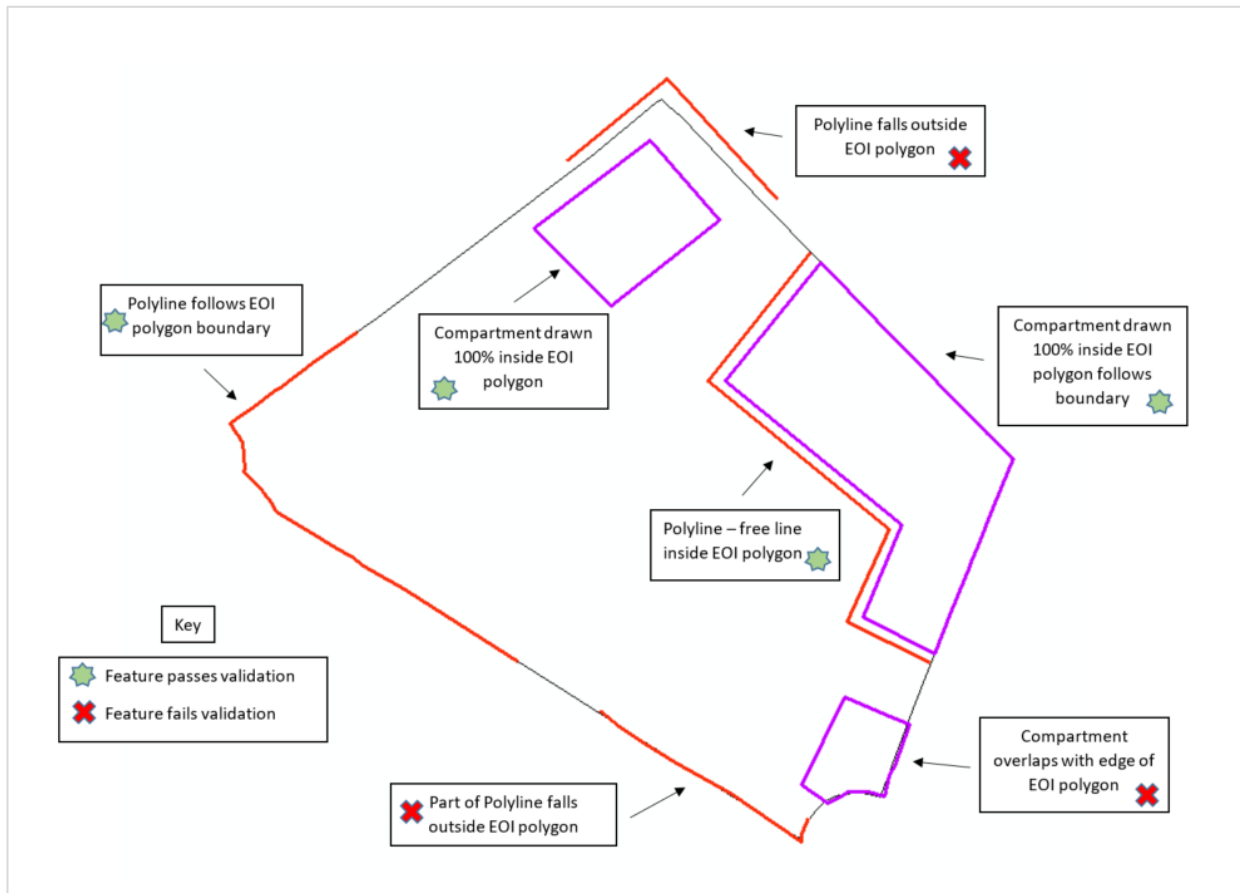 Polyline falls outside
EOI polygon
Polyline follows EOI
polygon boundary
Compartment drawn
100% inside EOI
polygon
Compartment drawn
100% inside EOI
polygon follows
boundary
Polyline – free line
inside EOI polygon
Key
Feature passes validation
Feature fails validation
Part of Polyline falls
outside EOI polygon
Compartment
overlaps with edge of
EOI polygon